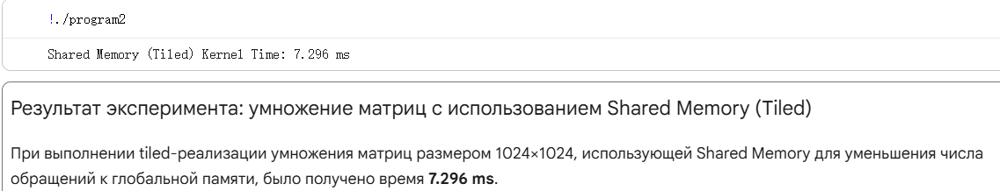 !./program2
Shared Memory (Tiled) Kernel Time: 7.296 ms
Результат эксперимента: умножение матриц с использованием Shared Memory (Tiled)
При выполнении tiled-реализации умножения матриц размером 1024×1024, использующей Shared Memory для уменьшения числа
обращений к глобальной памяти, было получено время 7.296 ms.